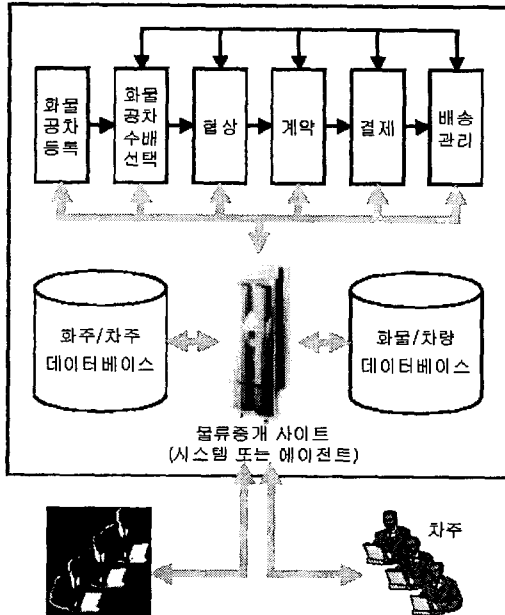 화물
공차
등록
화물
공차
수배
선택
협상
계약
결제
배송
관리
화주/차주
데이터베이스
화물/차량
데이터베이스
물류중개 사이트
(시스템 또는 에이전트)
차주